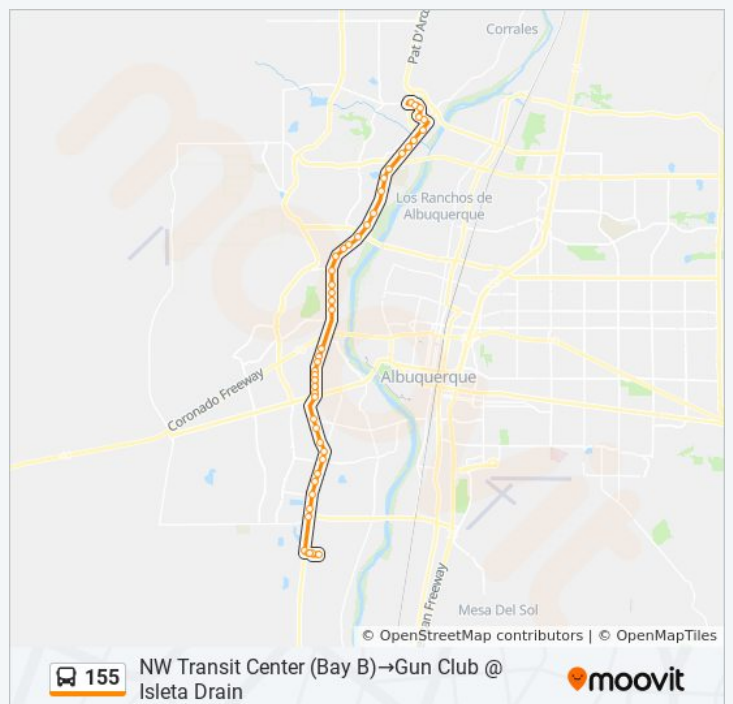 Corrales
Pat D'Arc
Los Ranchos de
Albuquerque
Albuquerque
Coronado Freeway
an Freeway
Mesa Del Sol
© OpenStreetMap contributors | © OpenMapTiles
155
NW Transit Center (Bay B)→Gun Club @
Isleta Drain
moovit